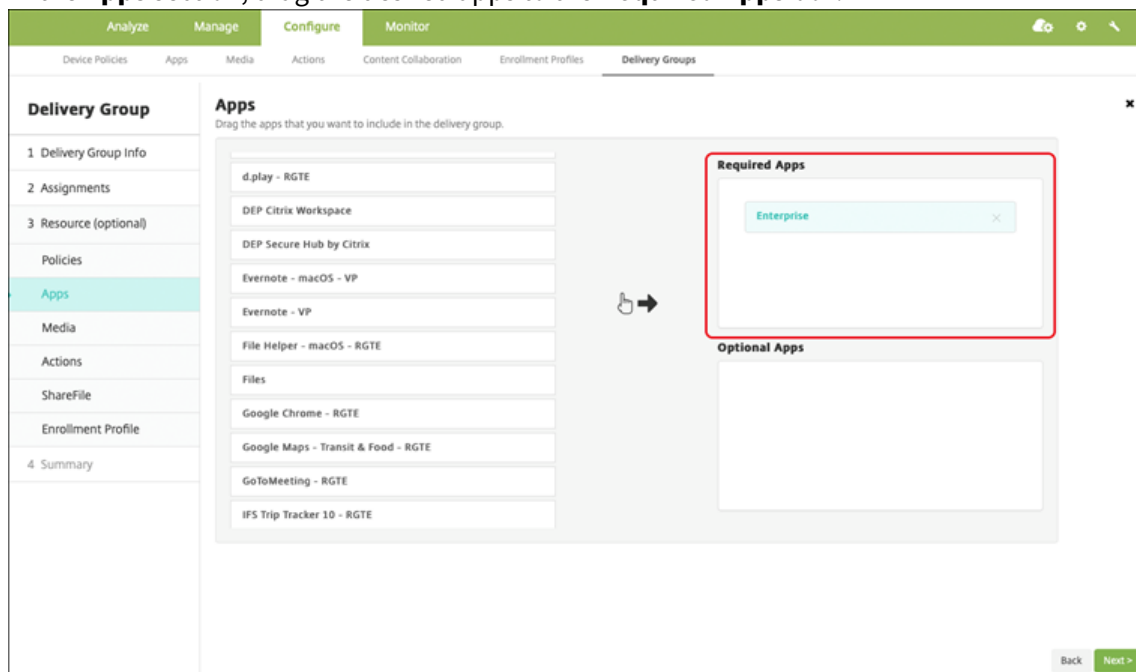 Analyze Manage Configure Monitor
Device Policies Apps Media Actions Content Collaboration Enrollment Profiles Delivery Groups
Delivery Group
1 Delivery Group Info
2 Assignments
3 Resource (optional)
Policies
Apps
Media
Actions
ShareFile
Enrollment Profile
4 Summary
Apps
Drag the apps that you want to include in the delivery group.
d.play - RGTE
DEP Citrix Workspace
DEP Secure Hub by Citrix
Evernote - macOS - VP
Evernote - VP
File Helper - macOS - RGTE
Files
Google Chrome - RGTE
Google Maps - Transit & Food - RGTE
GoToMeeting - RGTE
IFS Trip Tracker 10 - RGTE
Required Apps
Enterprise
Optional Apps
Back Next >